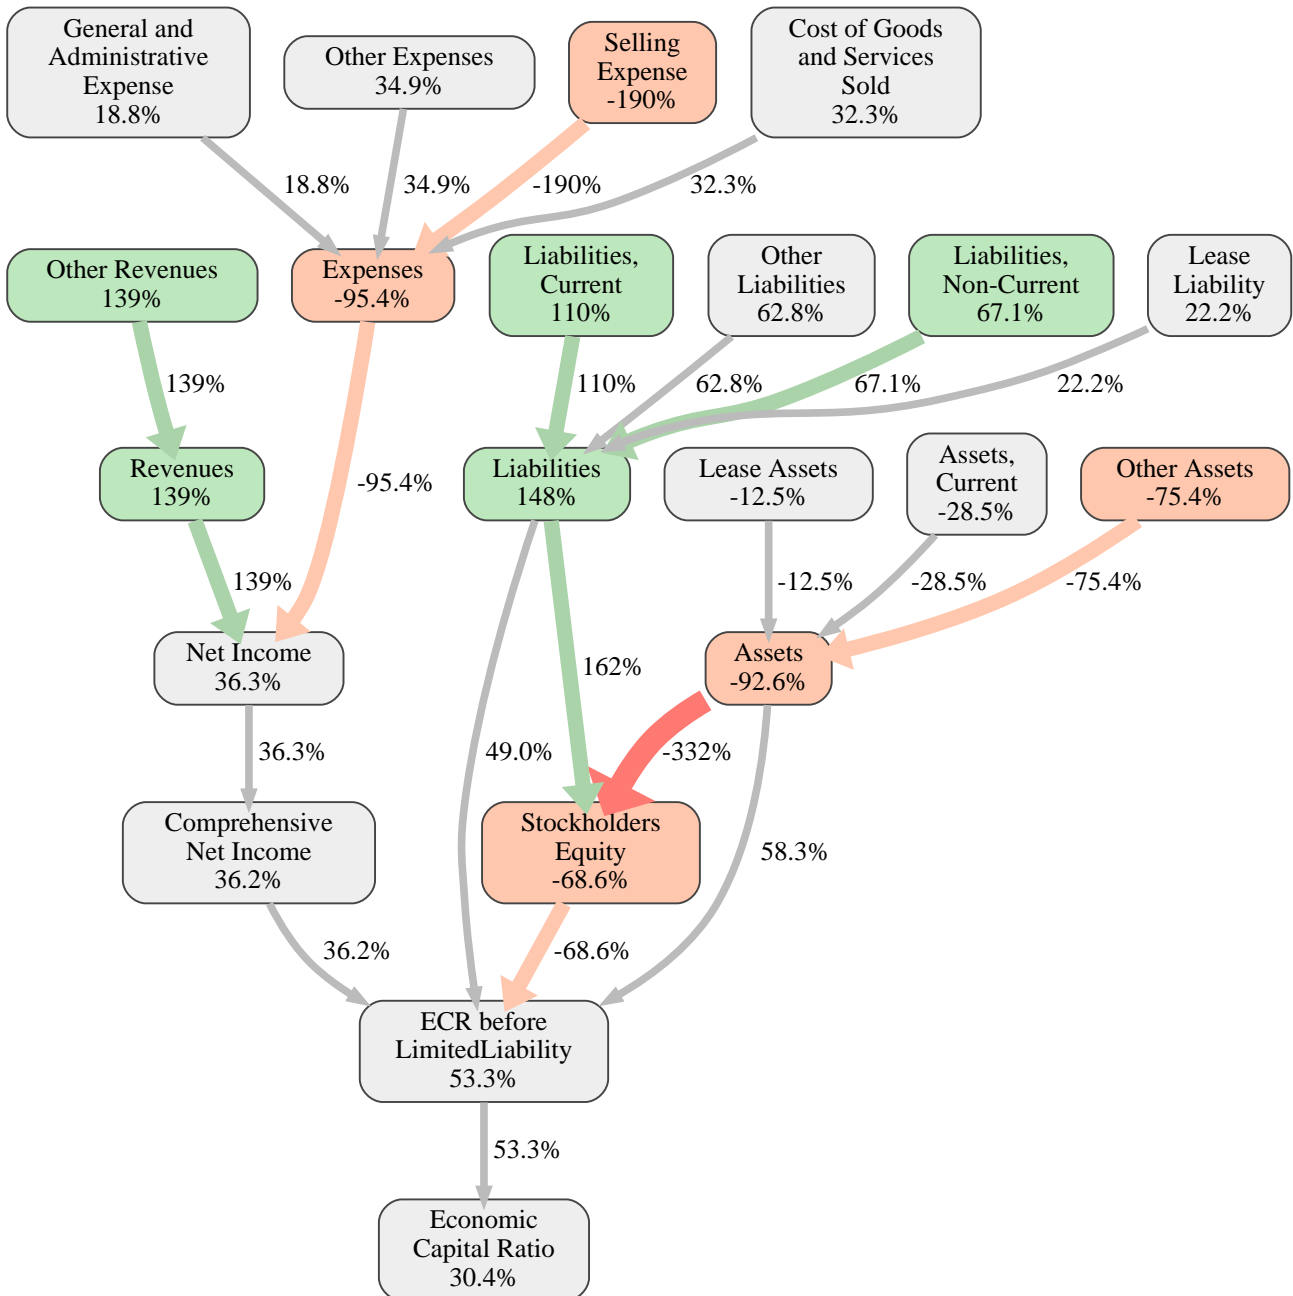 General and
Administrative
Expense
18.8%
Other Expenses
34.9%
Selling
Expense
-190%
Cost of Goods
and Services
Sold
32.3%
18.8%
34.9%
-190%
32.3%
Other Revenues
139%
Expenses
-95.4%
Liabilities,
Current
110%
Other
Liabilities
62.8%
Liabilities,
Non-Current
67.1%
Lease
Liability
22.2%
139%
110%
62.8%
67.1%
22.2%
Revenues
139%
-95.4%
Liabilities
148%
Lease Assets
-12.5%
Assets,
Current
-28.5%
Other Assets
-75.4%
139%
-12.5%
-28.5%
-75.4%
Net Income
36.3%
162%
Assets
-92.6%
36.3%
49.0%
-332%
Comprehensive
Net Income
36.2%
Stockholders
Equity
-68.6%
58.3%
36.2%
-68.6%
ECR before
LimitedLiability
53.3%
53.3%
Economic
Capital Ratio
30.4%